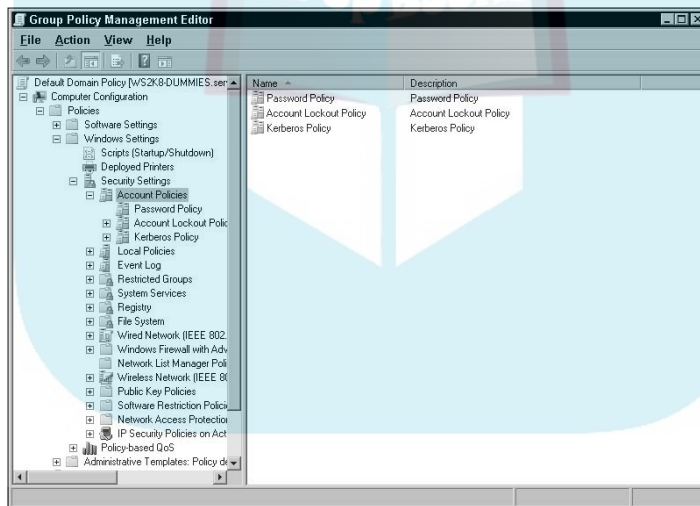 Group Policy Management Editor
File Action View Help
Default Domain Policy [WS2K8-DUMMIES.ser
Computer Configuration
Policies
Software Settings
Windows Settings
Scripts (Startup/Shutdown)
Deployed Printers
Security Settings
Account Policies
Password Policy
Account Lockout Polic
Kerberos Policy
Local Policies
Event Log
Restricted Groups
System Services
Registry
File System
Wired Network (IEEE 802.
Windows Firewall with Adv
Network List Manager Poli
Wireless Network (IEEE 80
Public Key Policies
Software Restriction Polici
Network Access Protection
IP Security Policies on Act
Policy-based QoS
Administrative Templates: Policy de
Name Description
Password Policy Password Policy
Account Lockout Policy Account Lockout Policy
Kerberos Policy Kerberos Policy